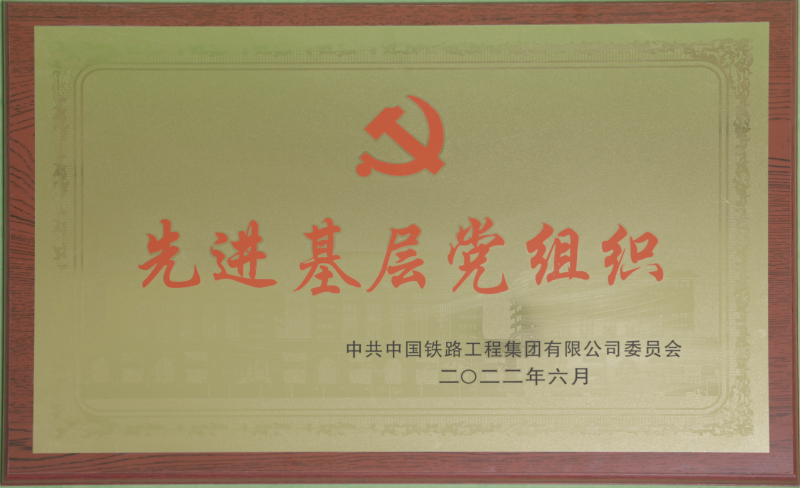 先进基层党组织
中共中国铁路工程集团有限公司委员会
二〇二二年六月